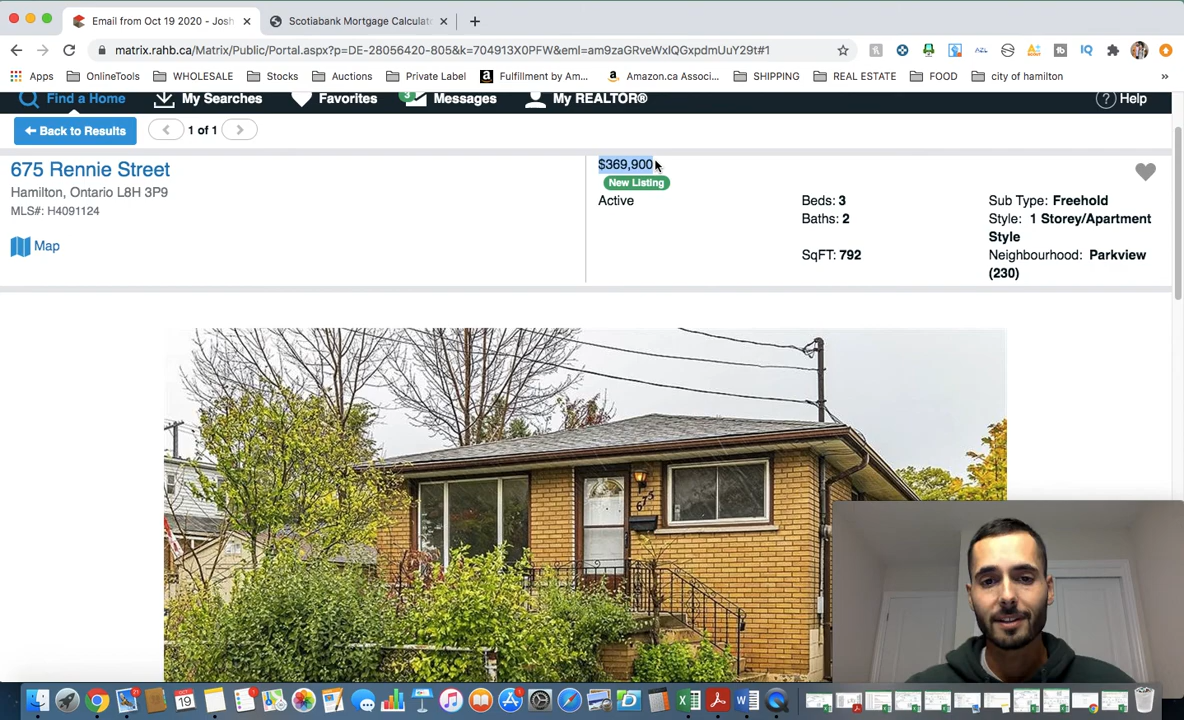 Email from Oct 19 2020 - Josh
Scotiabank Mortgage Calculat
matrix.rahb.ca/Matrix/Public/Portal.aspx?p=DE-28056420-805&k=704913X0PFW&eml=am9zaGRveWxlQGxpdmUuY29t#1
Apps OnlineTools WHOLESALE Stocks Auctions Private Label Fulfillment by Am... Amazon.ca Associ... SHIPPING REAL ESTATE FOOD city of hamilton »
Find a Home My Searches Favorites 3 Messages My REALTOR® ? Help
Back to Results 1 of 1
675 Rennie Street
Hamilton, Ontario L8H 3P9
MLS#: H4091124
Map
$369,900
New Listing
Active
Beds: 3
Baths: 2
SqFT: 792
Sub Type: Freehold
Style: 1 Storey/Apartment
Style
Neighbourhood: Parkview
(230)
675
19